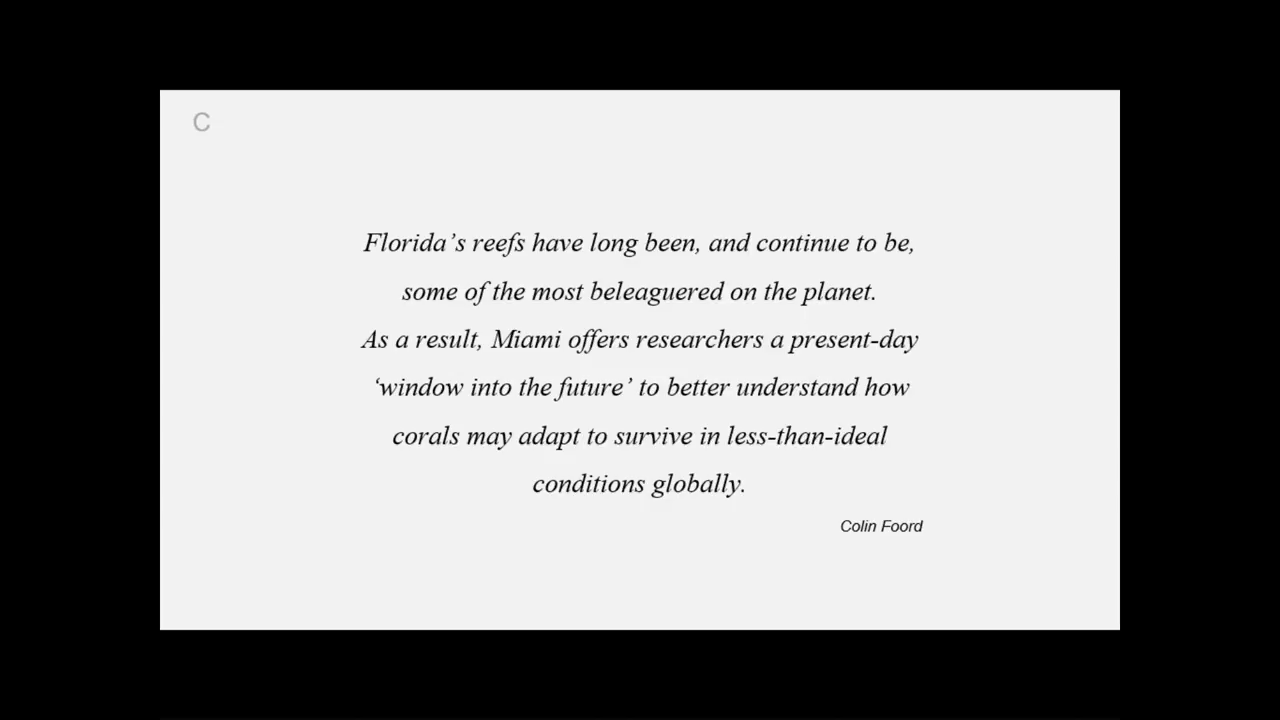 C
Florida’s reefs have long been, and continue to be,
some of the most beleaguered on the planet.
As a result, Miami offers researchers a present-day
‘window into the future’ to better understand how
corals may adapt to survive in less-than-ideal
conditions globally.
Colin Foord